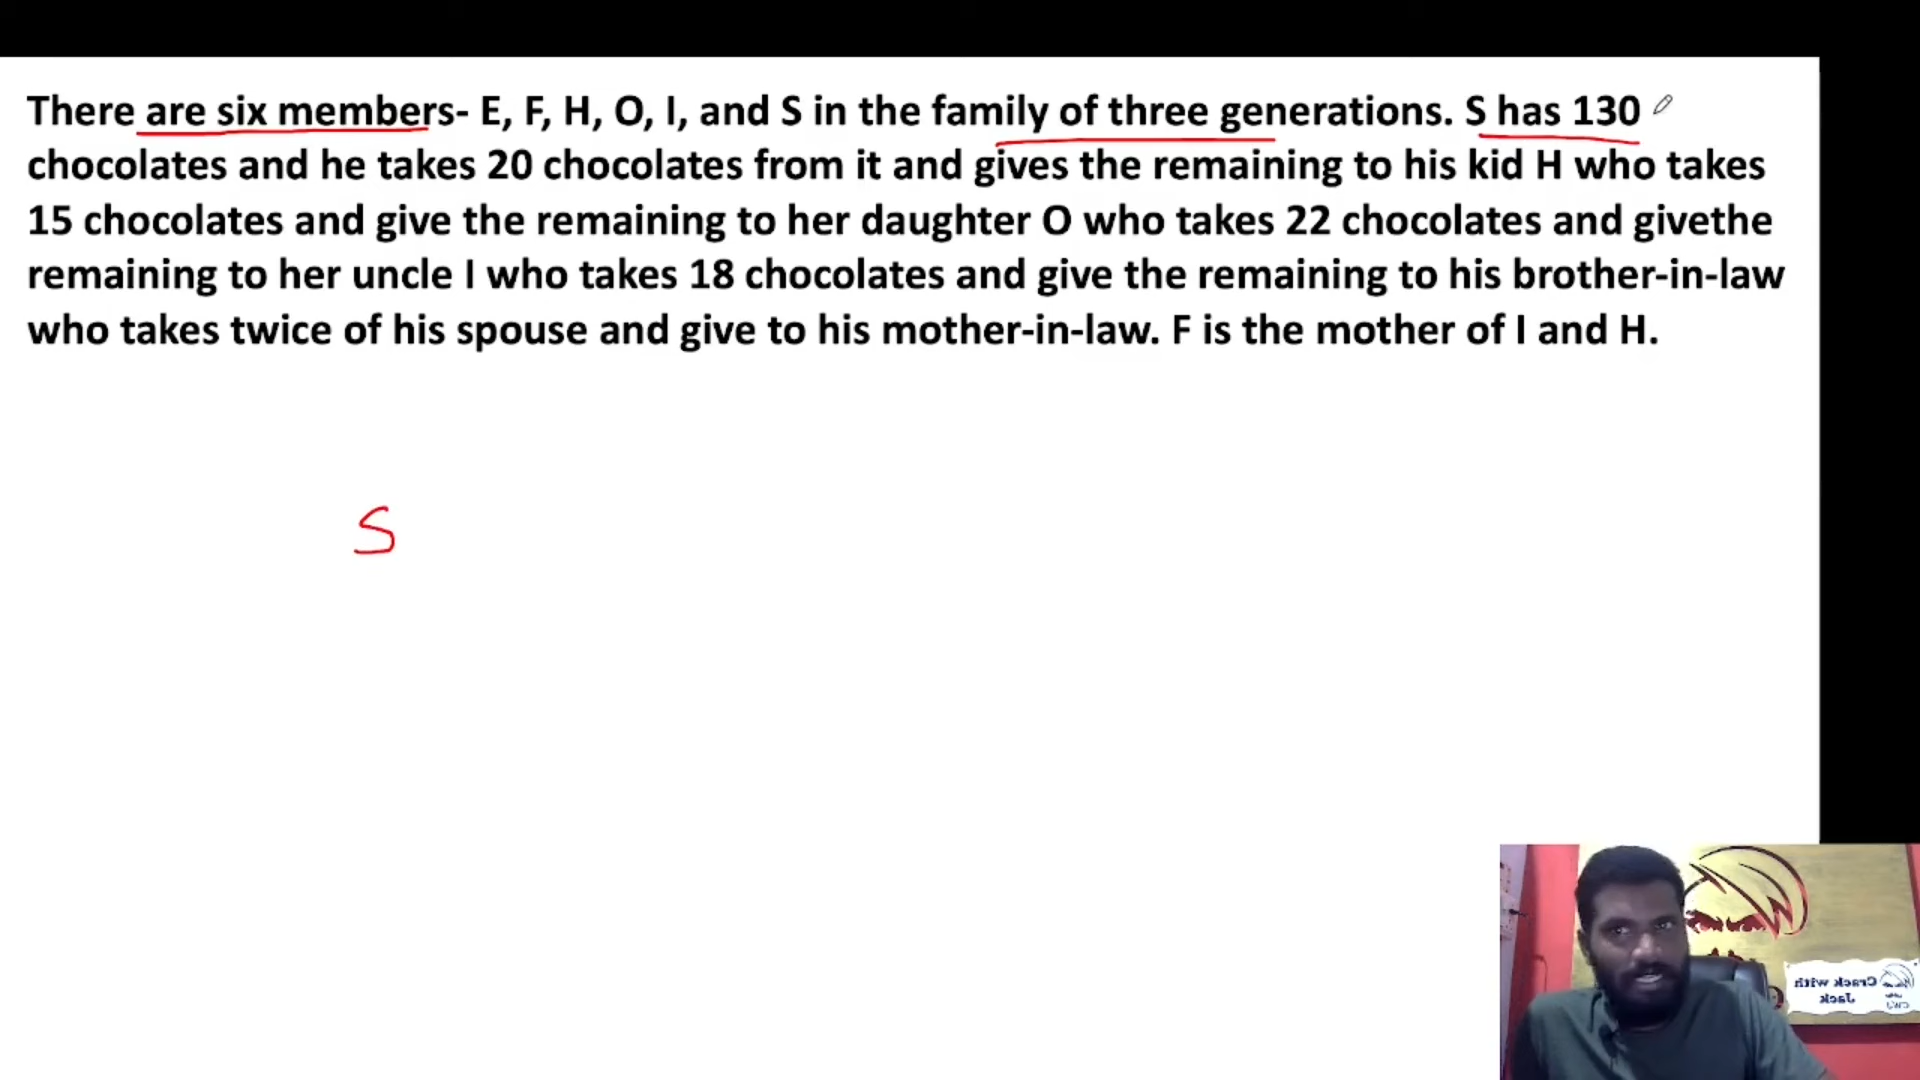 There are six members- E, F, H, O, I, and S in the family of three generations. S has 130
chocolates and he takes 20 chocolates from it and gives the remaining to his kid H who takes
15 chocolates and give the remaining to her daughter O who takes 22 chocolates and givethe
remaining to her uncle I who takes 18 chocolates and give the remaining to his brother-in-law
who takes twice of his spouse and give to his mother-in-law. F is the mother of I and H.
S
Crack with
Jack
CWJ